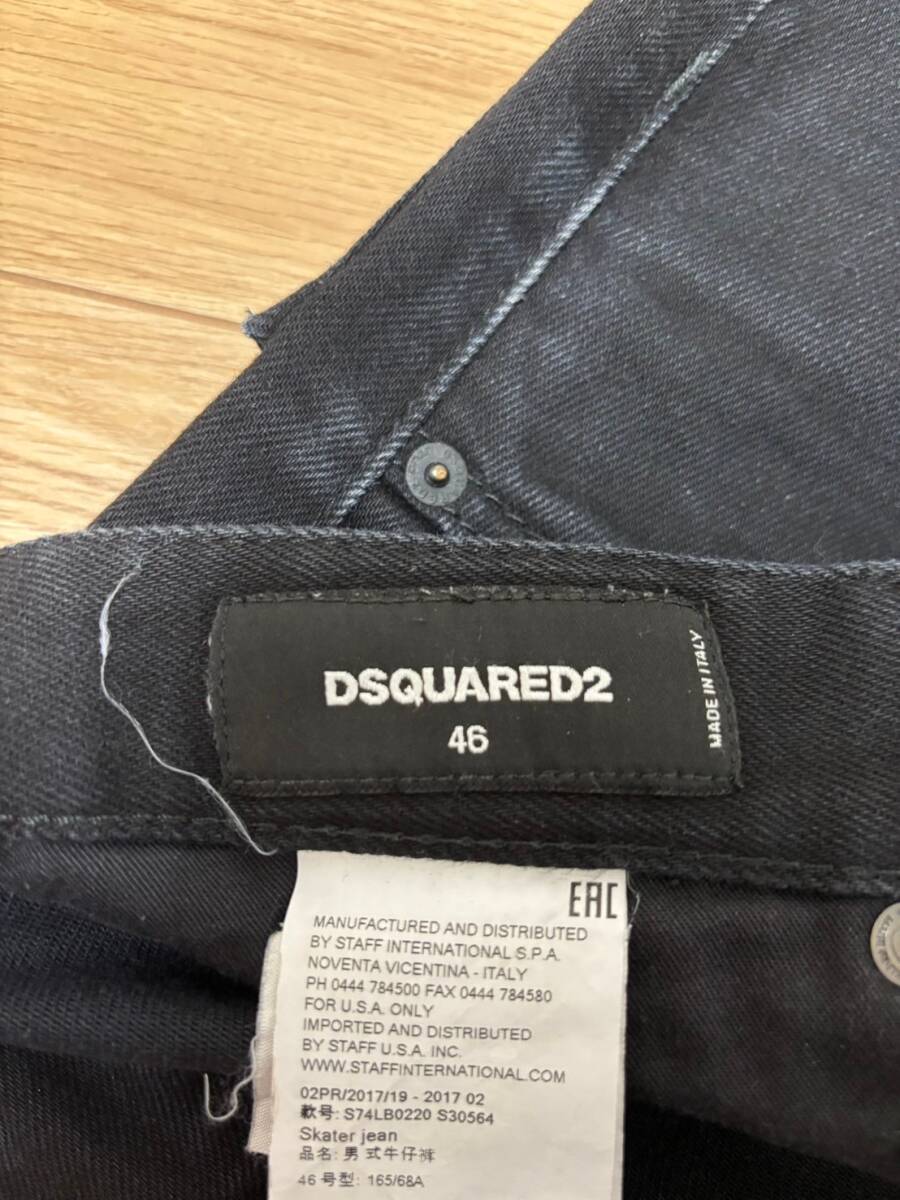 DSQUARED2
46
MADE IN ITALY
EAC
MANUFACTURED AND DISTRIBUTED
BY STAFF INTERNATIONAL S.P.A.
NOVENTA VICENTINA - ITALY
PH 0444 784500 FAX 0444 784580
FOR U.S.A. ONLY
IMPORTED AND DISTRIBUTED
BY STAFF U.S.A. INC.
WWW.STAFFINTERNATIONAL.COM
02PR/2017/19 - 2017 02
款号: S74LB0220 S30564
Skater jean
品名: 男 式牛仔裤
46 号型: 165/68A